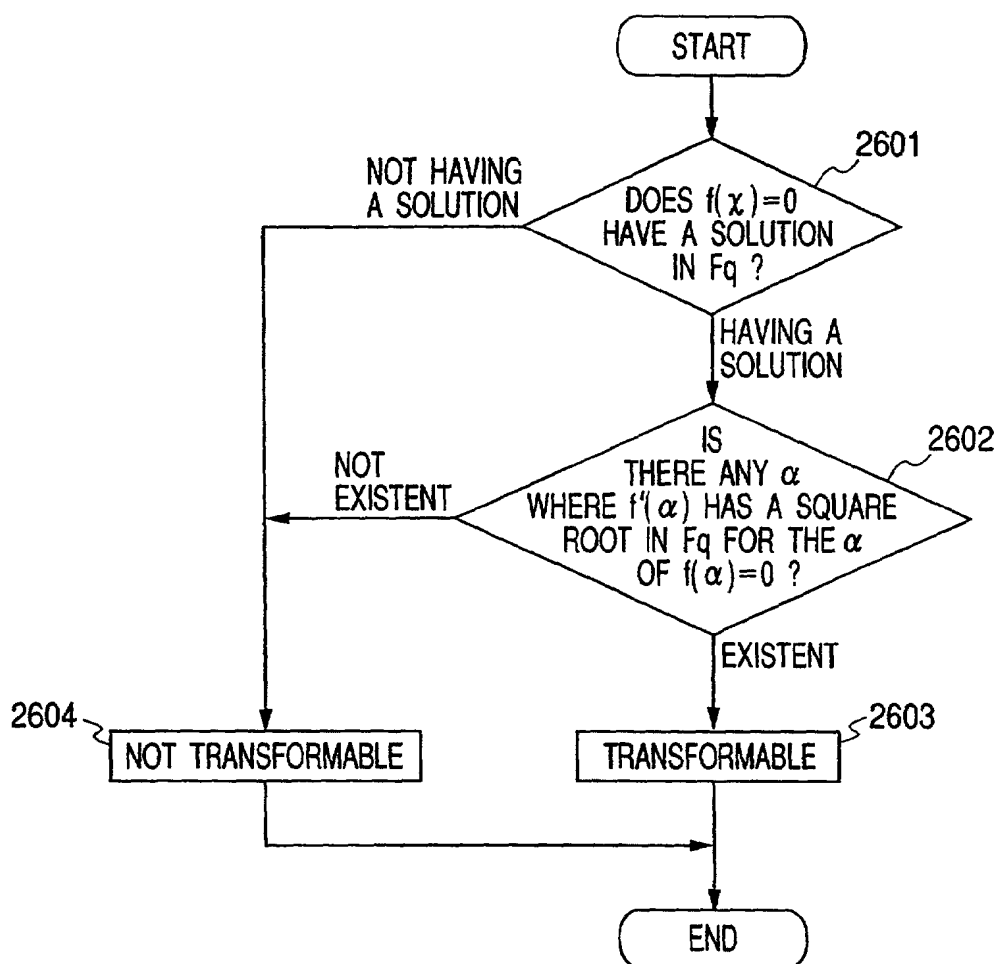 START
2601
NOT HAVING
A SOLUTION
DOES f(χ)=0
HAVE A SOLUTION
IN Fq ?
HAVING A
SOLUTION
2602
NOT
EXISTENT
IS
THERE ANY α
WHERE f'(α) HAS A SQUARE
ROOT IN Fq FOR THE α
OF f(α)=0 ?
EXISTENT
2604
NOT TRANSFORMABLE
2603
TRANSFORMABLE
END